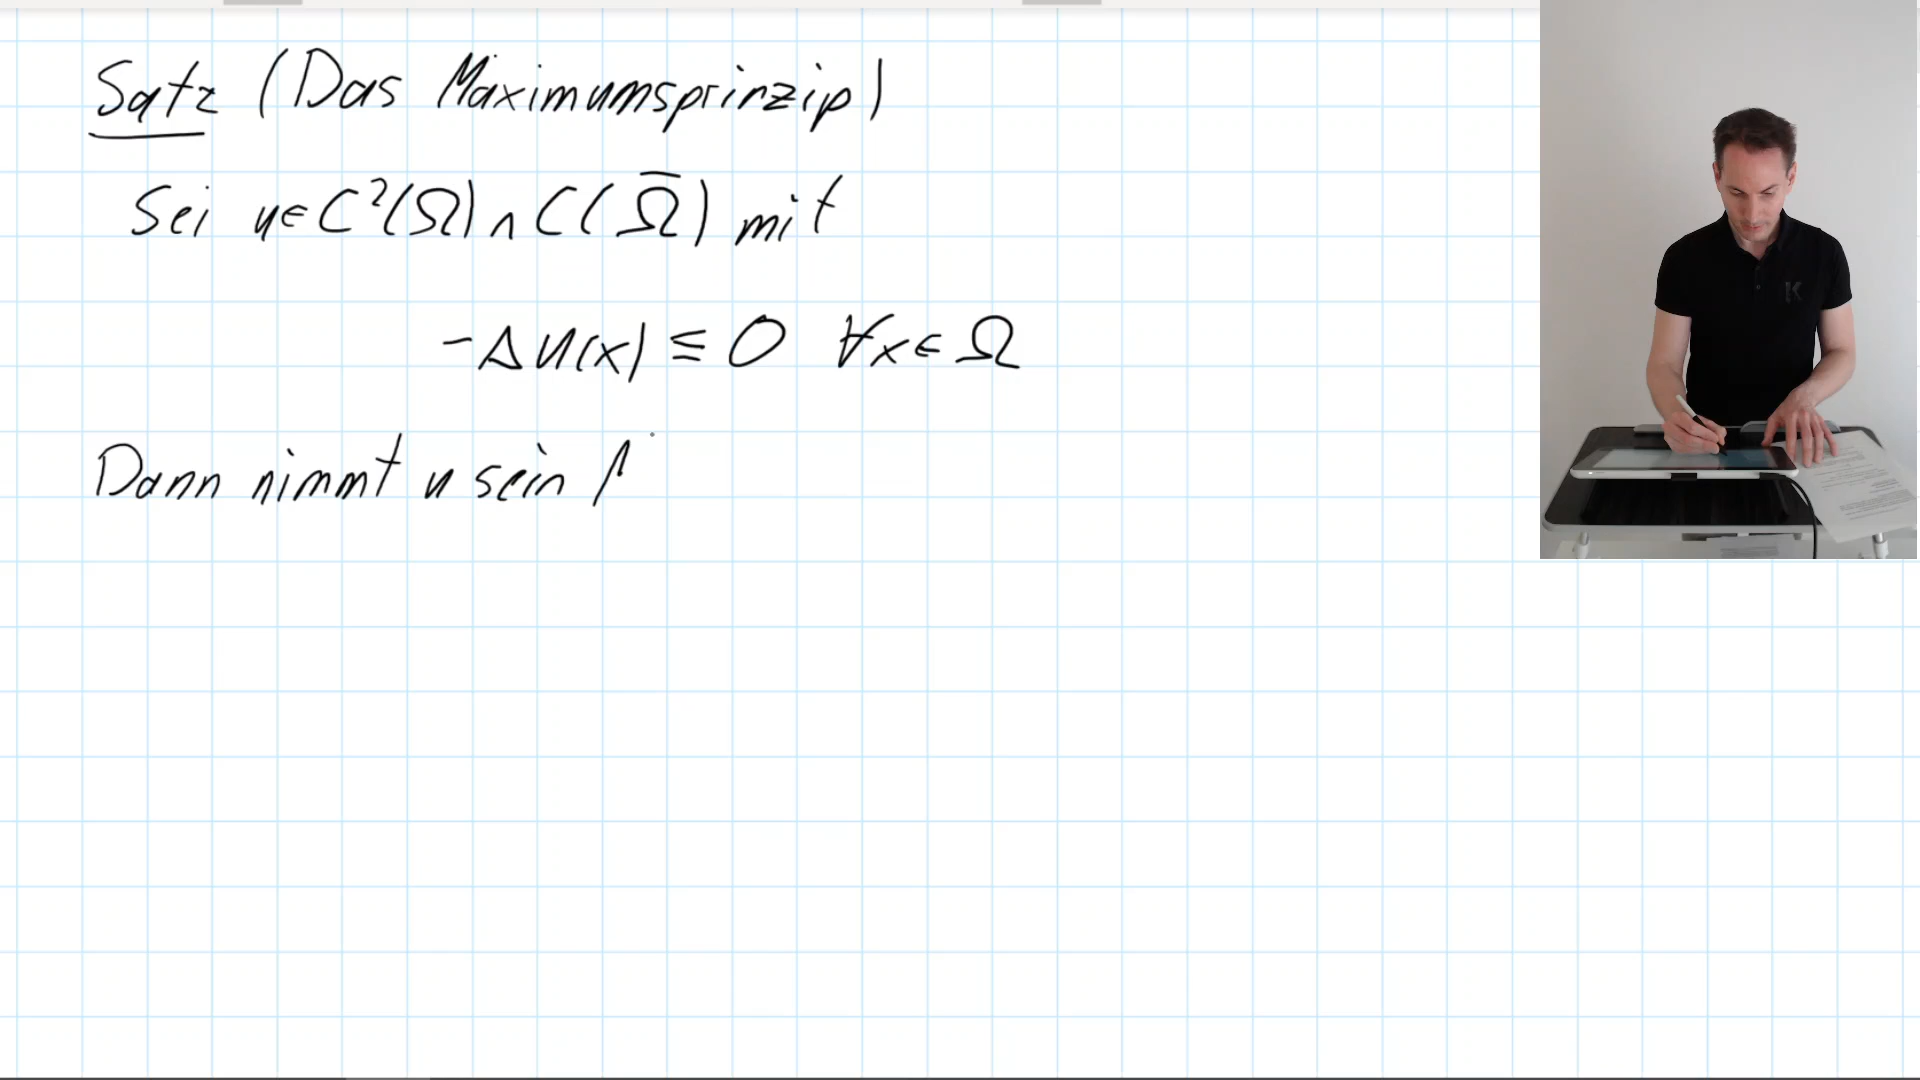 Satz (Das Maximumsprinzip)
Sei u∈C²(Ω)∩C(Ω̅) mit
-Δu(x) ≤ 0 ∀x∈Ω
Dann nimmt u sein